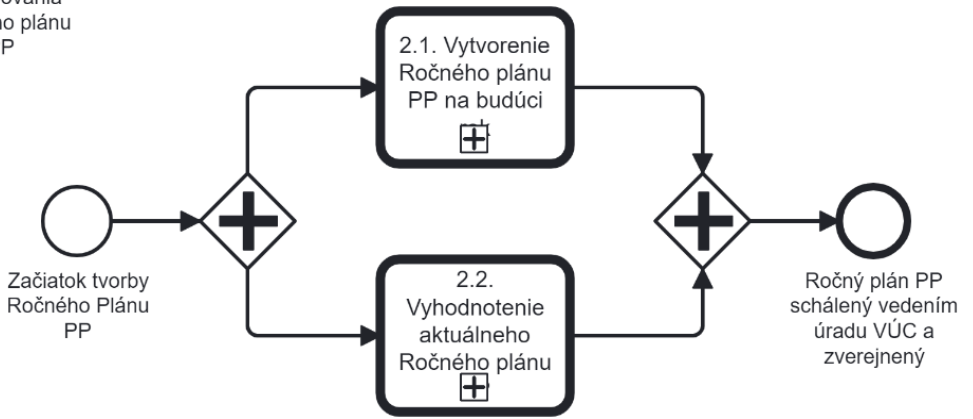 ho plánu
P
2.1. Vytvorenie
Ročného plánu
PP na budúci
Začiatok tvorby
Ročného Plánu
PP
2.2.
Vyhodnotenie
aktuálneho
Ročného plánu
Ročný plán PP
schálený vedením
úradu VÚC a
zverejnený